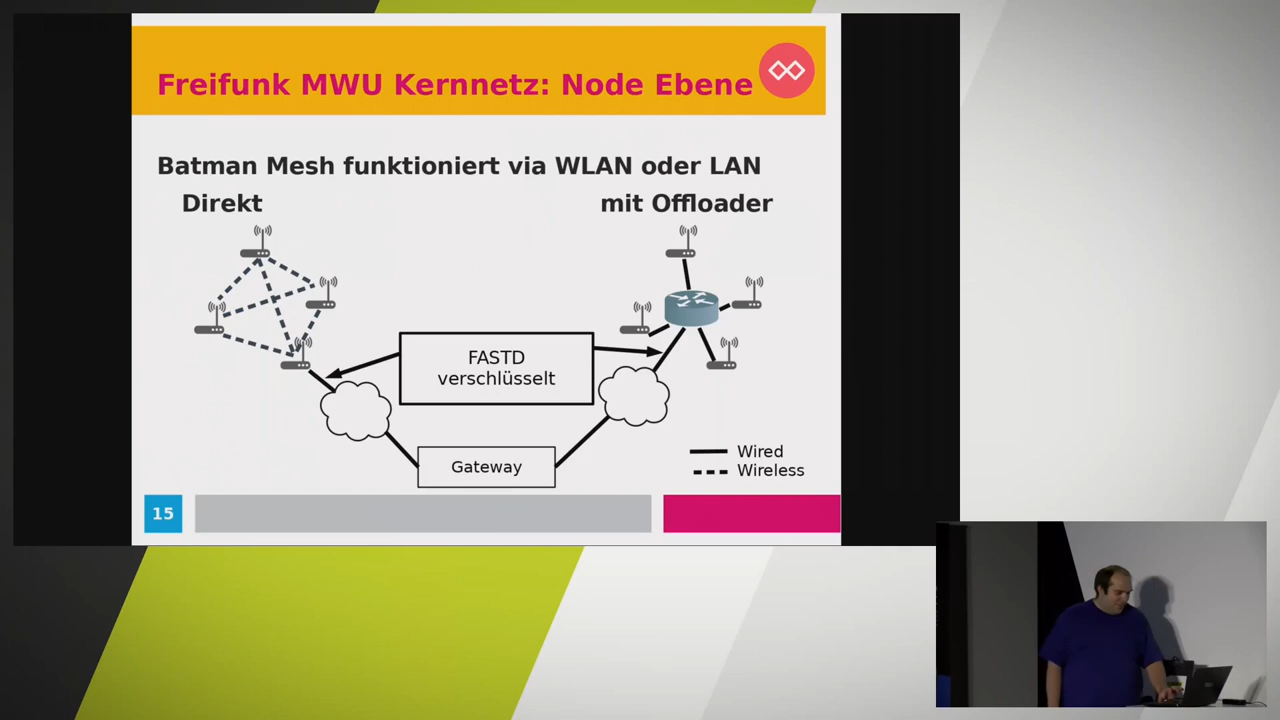 Freifunk MWU Kernnetz: Node Ebene
Batman Mesh funktioniert via WLAN oder LAN
Direkt
mit Offloader
FASTD
verschlüsselt
Gateway
Wired
Wireless
15